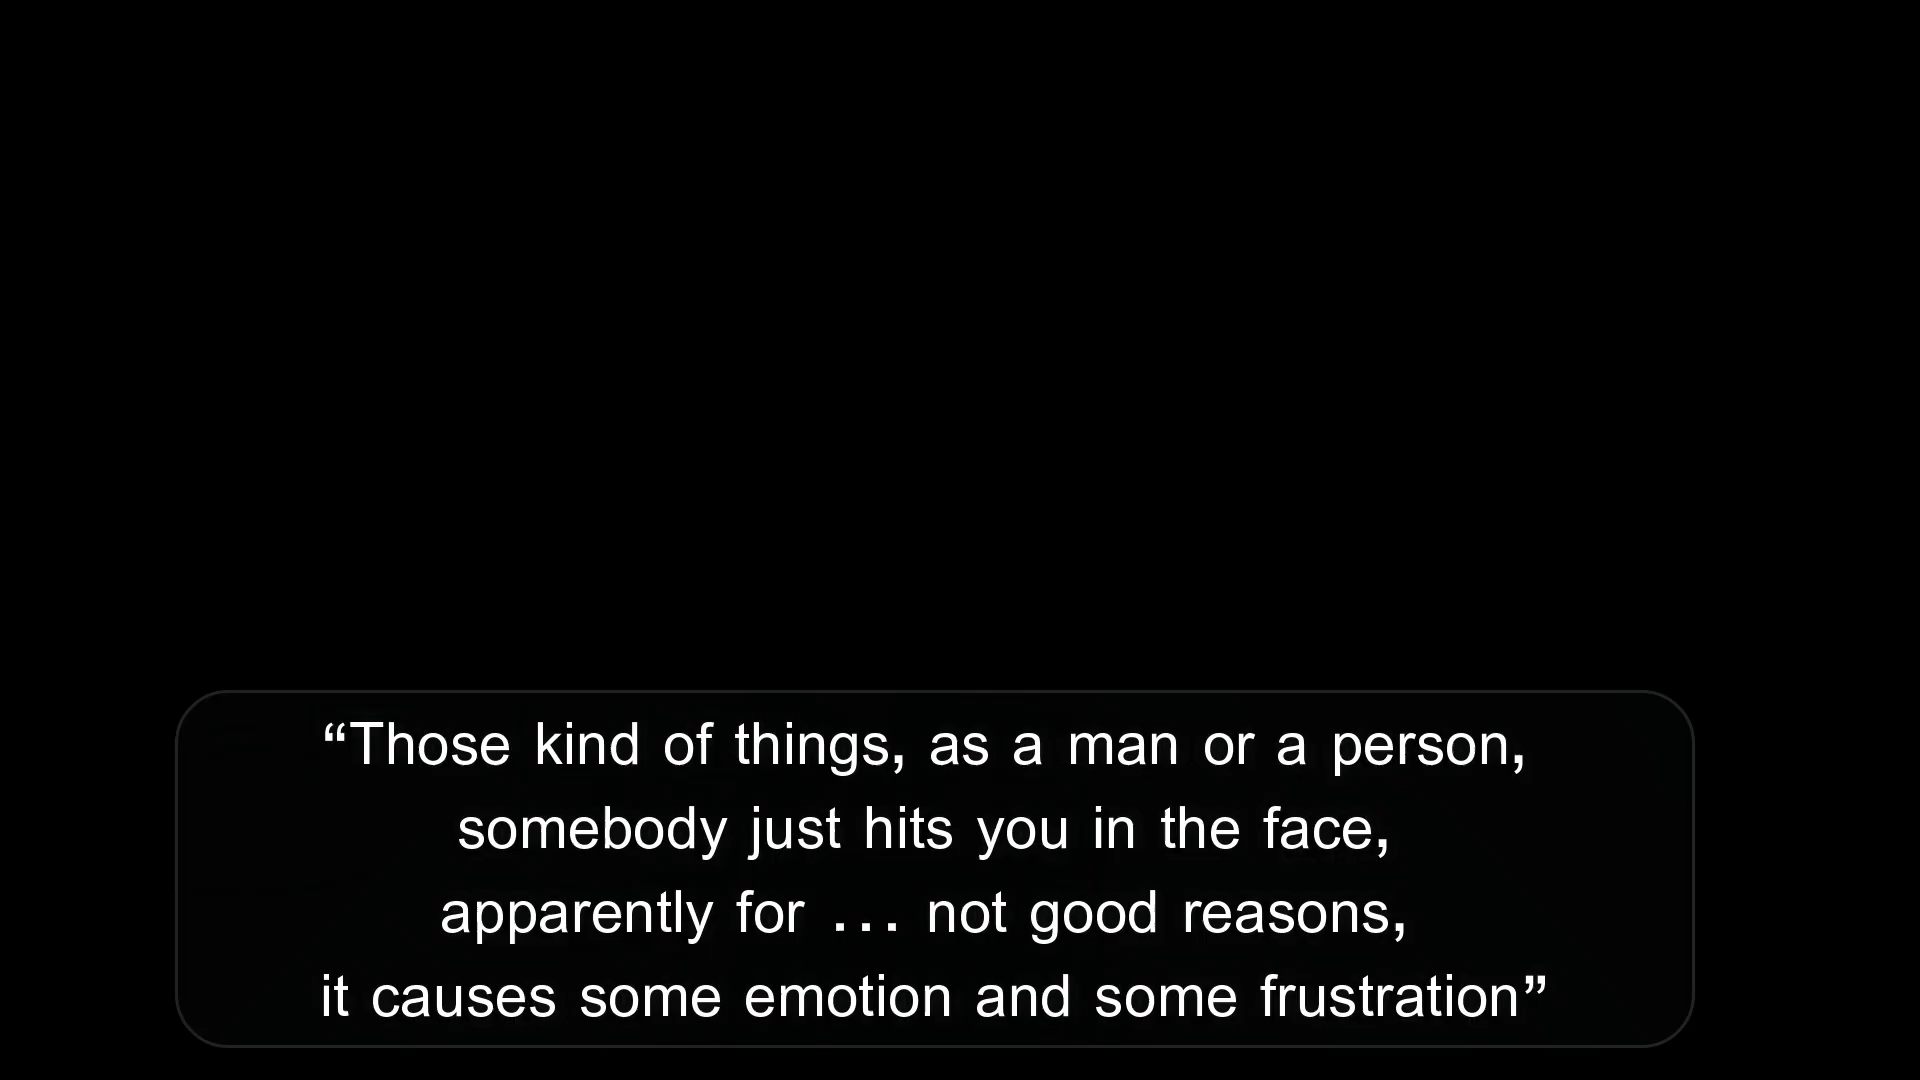 “Those kind of things, as a man or a person,
somebody just hits you in the face,
apparently for ... not good reasons,
it causes some emotion and some frustration”